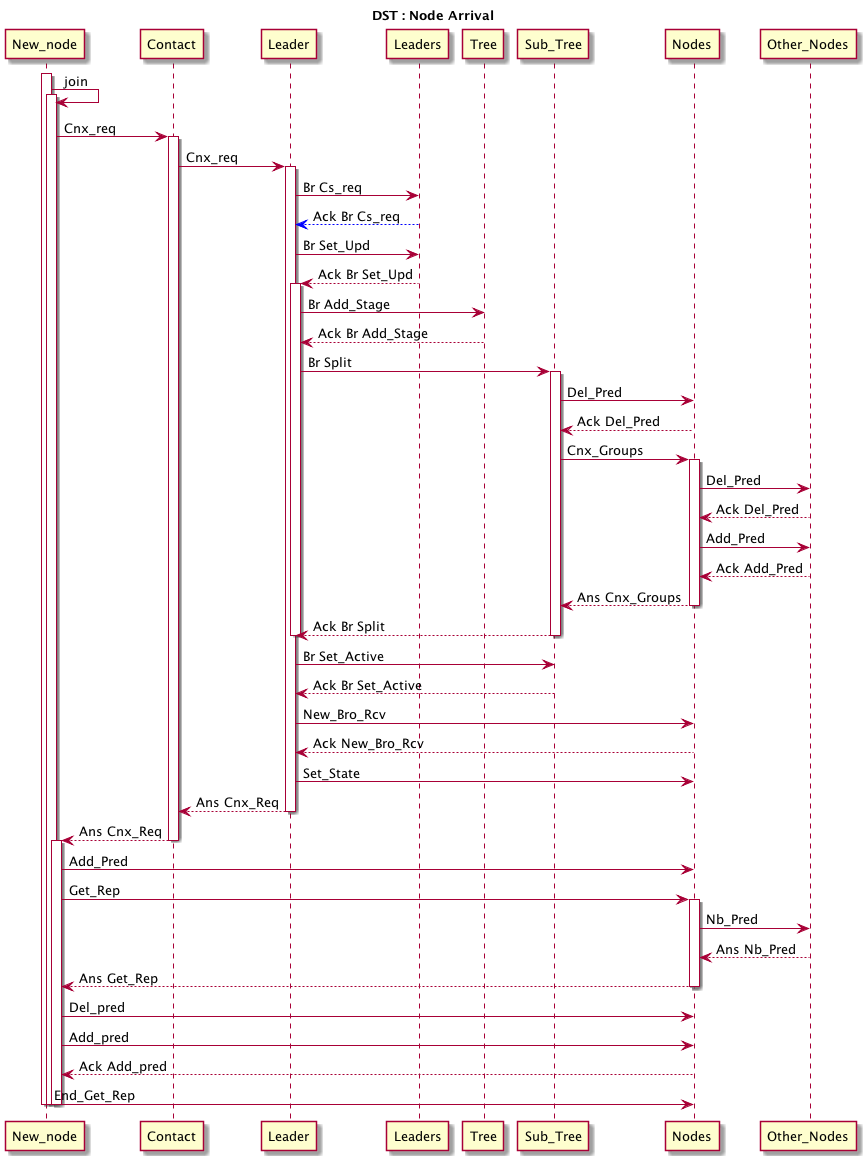 DST : Node Arrival
New_node Contact Leader Leaders Tree Sub_Tree Nodes Other_Nodes
join
Cnx_req
Cnx_req
Br Cs_req
Ack Br Cs_req
Br Set_Upd
Ack Br Set_Upd
Br Add_Stage
Ack Br Add_Stage
Br Split
Del_Pred
Ack Del_Pred
Cnx_Groups
Del_Pred
Ack Del_Pred
Add_Pred
Ack Add_Pred
Ans Cnx_Groups
Ack Br Split
Br Set_Active
Ack Br Set_Active
New_Bro_Rcv
Ack New_Bro_Rcv
Set_State
Ans Cnx_Req
Ans Cnx_Req
Add_Pred
Get_Rep
Nb_Pred
Ans Nb_Pred
Ans Get_Rep
Del_pred
Add_pred
Ack Add_pred
End_Get_Rep
New_node Contact Leader Leaders Tree Sub_Tree Nodes Other_Nodes